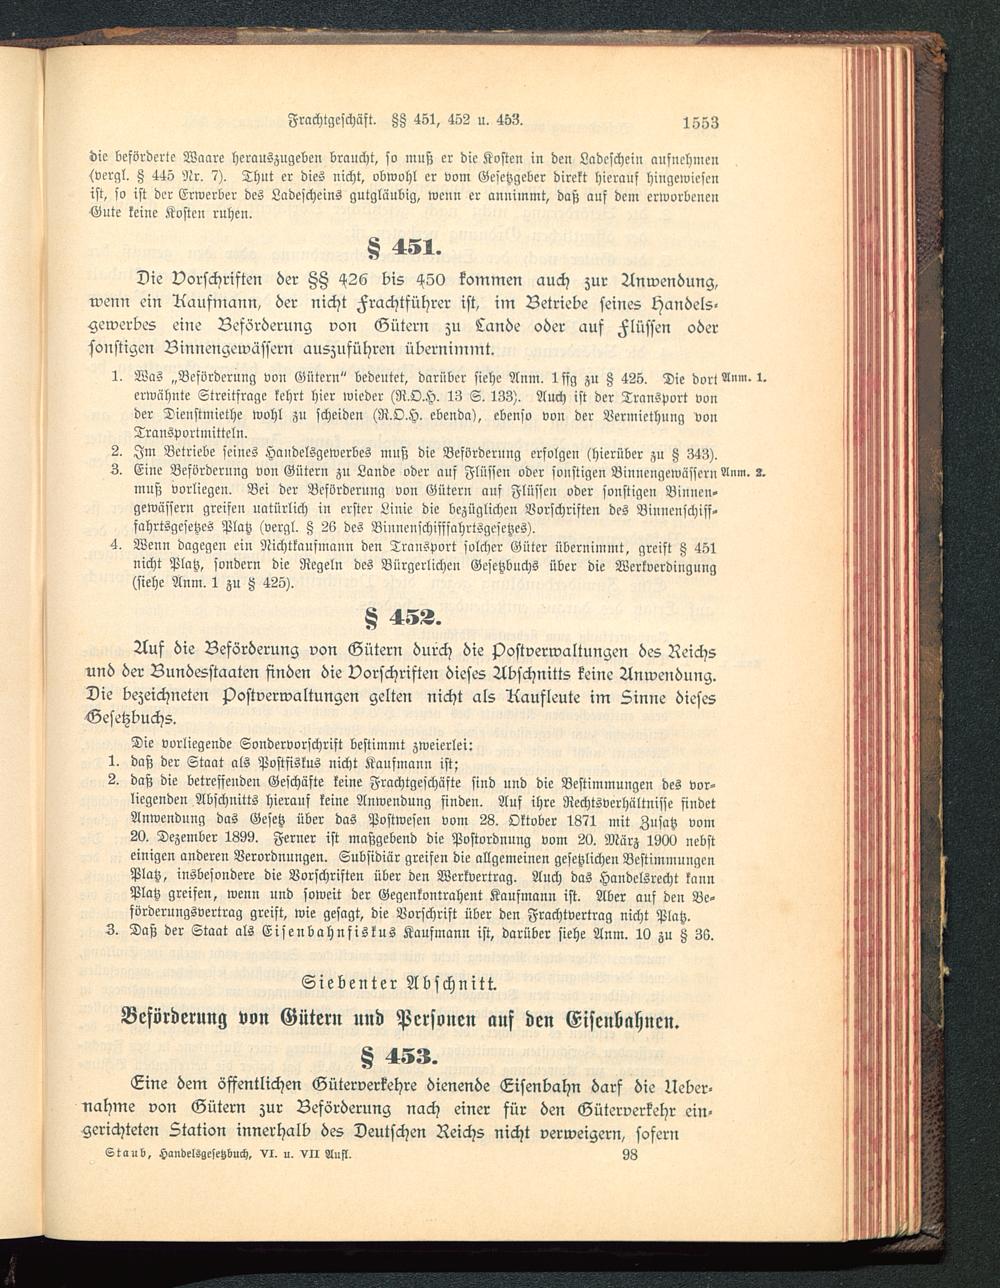 Frachtgeschäft. §§ 451, 452 u. 453. 1553
die beförderte Waare herauszugeben braucht, so muß er die Kosten in den Ladeschein aufnehmen
(vergl. § 445 Nr. 7). Thut er dies nicht, obwohl er vom Gesetzgeber direkt hierauf hingewiesen
ist, so ist der Erwerber des Ladescheins gutgläubig, wenn er annimmt, daß auf dem erworbenen
Gute keine Kosten ruhen.
§ 451.
Die Vorschriften der §§ 426 bis 450 kommen auch zur Anwendung,
wenn ein Kaufmann, der nicht Frachtführer ist, im Betriebe seines Handels-
gewerbes eine Beförderung von Gütern zu Lande oder auf Flüssen oder
sonstigen Binnengewässern auszuführen übernimmt.
1. Was „Beförderung von Gütern“ bedeutet, darüber siehe Anm. 1 ffg zu § 425. Die dort Anm. 1.
erwähnte Streitfrage kehrt hier wieder (R.O.H. 13 S. 133). Auch ist der Transport von
der Dienstmiethe wohl zu scheiden (R.O.H. ebenda), ebenso von der Vermiethung von
Transportmitteln.
2. Im Betriebe seines Handelsgewerbes muß die Beförderung erfolgen (hierüber zu § 343).
3. Eine Beförderung von Gütern zu Lande oder auf Flüssen oder sonstigen Binnengewässern Anm. 2.
muß vorliegen. Bei der Beförderung von Gütern auf Flüssen oder sonstigen Binnen-
gewässern greifen natürlich in erster Linie die bezüglichen Vorschriften des Binnenschiff-
fahrtsgesetzes Platz (vergl. § 26 des Binnenschifffahrtsgesetzes).
4. Wenn dagegen ein Nichtkaufmann den Transport solcher Güter übernimmt, greift § 451
nicht Platz, sondern die Regeln des Bürgerlichen Gesetzbuchs über die Werkverdingung
(siehe Anm. 1 zu § 425).
§ 452.
Auf die Beförderung von Gütern durch die Postverwaltungen des Reichs
und der Bundesstaaten finden die Vorschriften dieses Abschnitts keine Anwendung.
Die bezeichneten Postverwaltungen gelten nicht als Kaufleute im Sinne dieses
Gesetzbuchs.
Die vorliegende Sondervorschrift bestimmt zweierlei:
1. daß der Staat als Postfiskus nicht Kaufmann ist;
2. daß die betreffenden Geschäfte keine Frachtgeschäfte sind und die Bestimmungen des vor-
liegenden Abschnitts hierauf keine Anwendung finden. Auf ihre Rechtsverhältnisse findet
Anwendung das Gesetz über das Postwesen vom 28. Oktober 1871 mit Zusatz vom
20. Dezember 1899. Ferner ist maßgebend die Postordnung vom 20. März 1900 nebst
einigen anderen Verordnungen. Subsidiär greifen die allgemeinen gesetzlichen Bestimmungen
Platz, insbesondere die Vorschriften über den Werkvertrag. Auch das Handelsrecht kann
Platz greifen, wenn und soweit der Gegenkontrahent Kaufmann ist. Aber auf den Be-
förderungsvertrag greift, wie gesagt, die Vorschrift über den Frachtvertrag nicht Platz.
3. Daß der Staat als Eisenbahnfiskus Kaufmann ist, darüber siehe Anm. 10 zu § 36.
Siebenter Abschnitt.
Beförderung von Gütern und Personen auf den Eisenbahnen.
§ 453.
Eine dem öffentlichen Güterverkehre dienende Eisenbahn darf die Ueber-
nahme von Gütern zur Beförderung nach einer für den Güterverkehr ein-
gerichteten Station innerhalb des Deutschen Reichs nicht verweigern, sofern
Staub, Handelsgesetzbuch, VI. u. VII Aufl. 98